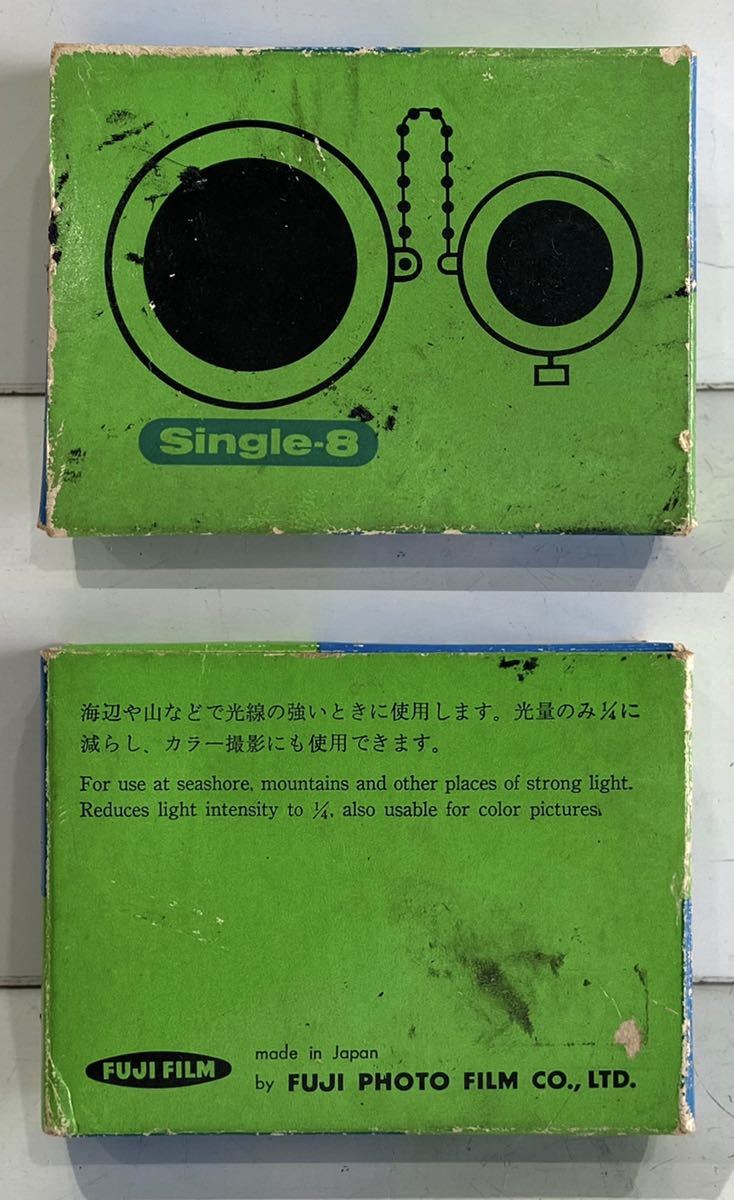 Single-8
海辺や山などで光線の強いときに使用します。光量のみ¼に
減らし、カラー撮影にも使用できます。
For use at seashore, mountains and other places of strong light.
Reduces light intensity to ¼, also usable for color pictures.
FUJI FILM
made in Japan
by FUJI PHOTO FILM CO., LTD.